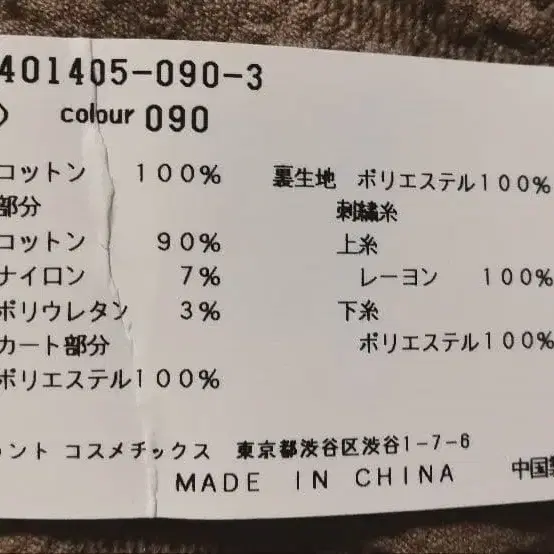 401405-090-3
colour 090
コットン 100% 裏生地 ポリエステル100%
部分 刺繍糸
コットン 90% 上糸
ナイロン 7% レーヨン 100%
ポリウレタン 3% 下糸
カート部分 ポリエステル100%
ポリエステル100%
ント コスメチックス 東京都渋谷区渋谷1-7-6
MADE IN CHINA 中国製